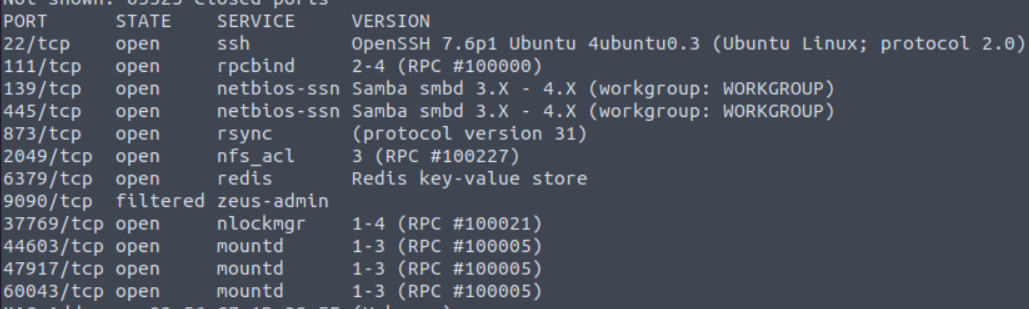 Not shown: 65523 closed ports
PORT STATE SERVICE VERSION
22/tcp open ssh OpenSSH 7.6p1 Ubuntu 4ubuntu0.3 (Ubuntu Linux; protocol 2.0)
111/tcp open rpcbind 2-4 (RPC #100000)
139/tcp open netbios-ssn Samba smbd 3.X - 4.X (workgroup: WORKGROUP)
445/tcp open netbios-ssn Samba smbd 3.X - 4.X (workgroup: WORKGROUP)
873/tcp open rsync (protocol version 31)
2049/tcp open nfs_acl 3 (RPC #100227)
6379/tcp open redis Redis key-value store
9090/tcp filtered zeus-admin
37769/tcp open nlockmgr 1-4 (RPC #100021)
44603/tcp open mountd 1-3 (RPC #100005)
47917/tcp open mountd 1-3 (RPC #100005)
60043/tcp open mountd 1-3 (RPC #100005)